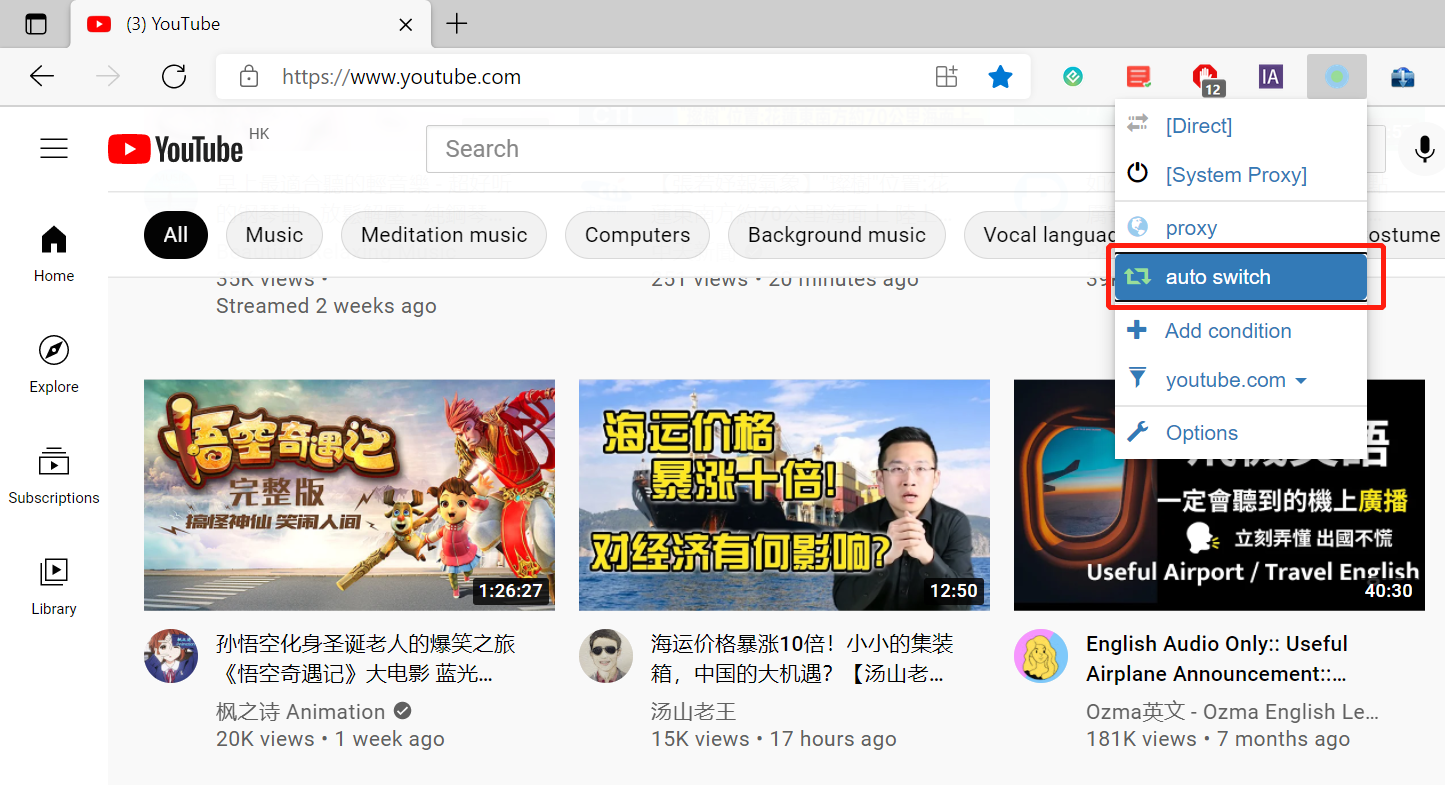 (3) YouTube
https://www.youtube.com
12
IA
[Direct]
[System Proxy]
proxy
auto switch
Add condition
youtube.com
Options
YouTube HK
Search
All
Music
Meditation music
Computers
Background music
Vocal languag
ostume
Home
Explore
Subscriptions
Library
35K views •
Streamed 2 weeks ago
251 views • 20 minutes ago
39
悟空奇遇记
完整版
搞怪神仙 笑闹人间
1:26:27
孙悟空化身圣诞老人的爆笑之旅
《悟空奇遇记》大电影 蓝光...
枫之诗 Animation
20K views • 1 week ago
海运价格
暴涨十倍!
对经济有何影响?
12:50
海运价格暴涨10倍！小小的集装
箱，中国的大机遇？【汤山老...
汤山老王
15K views • 17 hours ago
飛機英語
一定會聽到的機上廣播
立刻弄懂 出國不慌
Useful Airport / Travel English
40:30
English Audio Only:: Useful
Airplane Announcement::...
Ozma英文 - Ozma English Le...
181K views • 7 months ago